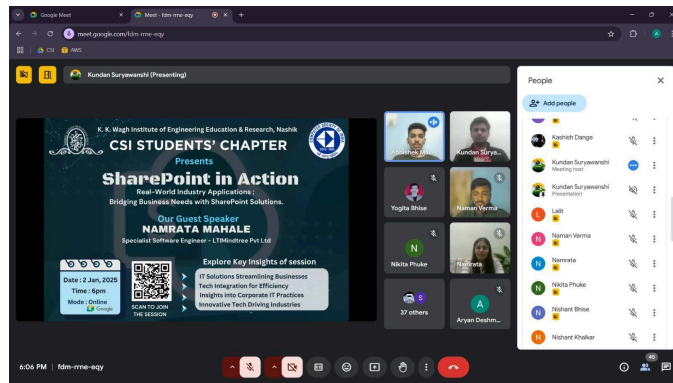 Google Meet
Meet - fdm-rrne-eqy
meet.google.com/fdm-rrne-eqy
CSI
AWS
Kundan Suryawanshi (Presenting)
K. K. Wagh Institute of Engineering Education & Research, Nashik
CSI STUDENTS' CHAPTER
Presents
SharePoint in Action
Real-World Industry Applications :
Bridging Business Needs with SharePoint Solutions.
Our Guest Speaker
NAMRATA MAHALE
Specialist Software Engineer - LTIMindtree Pvt Ltd
Date : 2 Jan, 2025
Time : 6pm
Mode : Online
Google
SCAN TO JOIN
THE SESSION
Explore Key Insights of session
IT Solutions Streamlining Businesses
Tech Integration for Efficiency
Insights into Corporate IT Practices
Innovative Tech Driving Industries
Abhishek
Kundan Surya...
Yogita Bhise
Naman Verma
N
Nikita Phuke
Namrata
S
37 others
A
Aryan Deshm...
People
Add people
Kashish Dange
Kundan Suryawanshi
Meeting host
Kundan Suryawanshi
Presentation
L
Lalit
N
Naman Verma
N
Namrata
N
Nikita Phuke
N
Nishant Bhise
N
Nishant Khalkar
6:06 PM | fdm-rrne-eqy
45